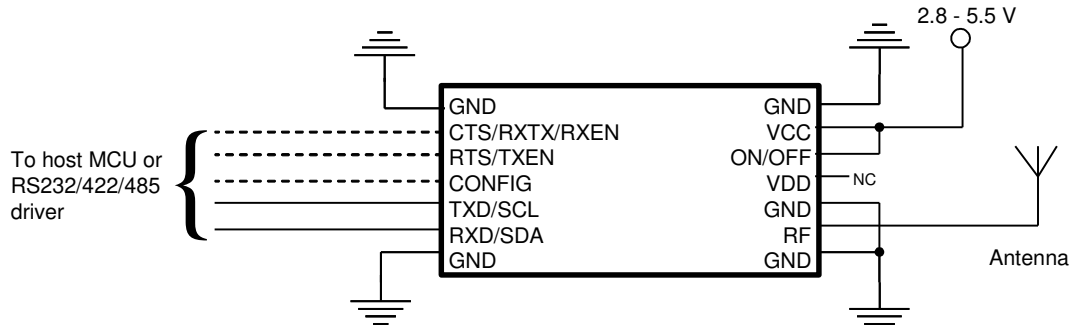 2.8 - 5.5 V
To host MCU or
RS232/422/485
driver
GND
CTS/RXTX/RXEN
RTS/TXEN
CONFIG
TXD/SCL
RXD/SDA
GND
GND
VCC
ON/OFF
VDD
GND
RF
GND
NC
Antenna